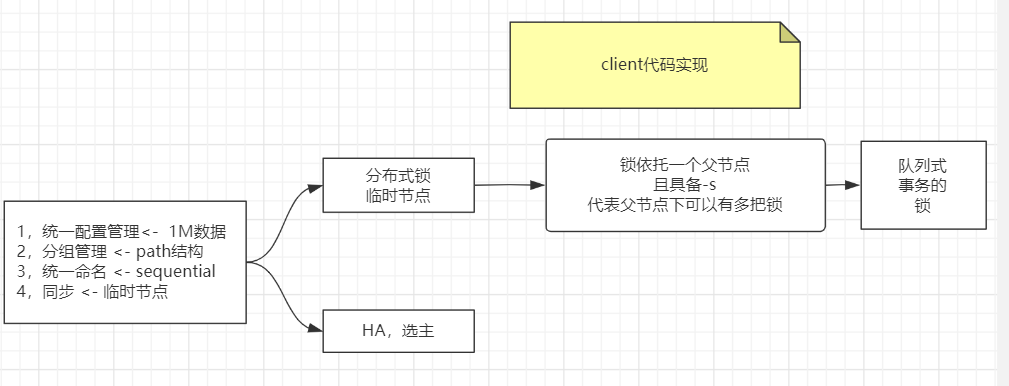 client代码实现
分布式锁
临时节点
锁依托一个父节点
且具备-s
代表父节点下可以有多把锁
队列式
事务的
锁
1，统一配置管理<- 1M数据
2，分组管理 <- path结构
3，统一命名 <- sequential
4，同步 <- 临时节点
HA，选主